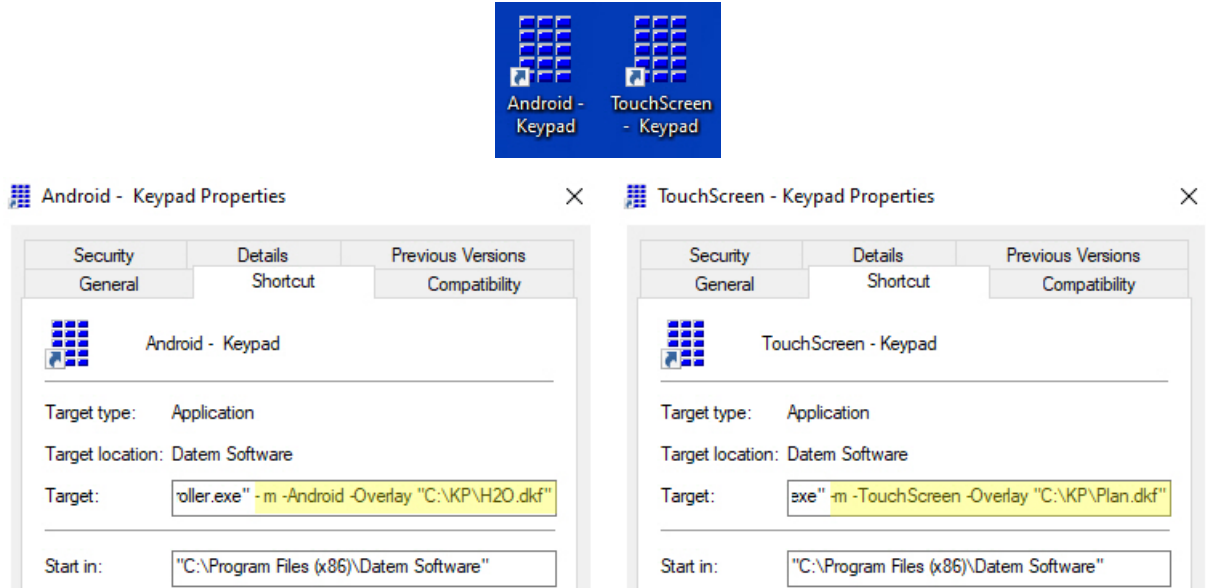 Android -
Keypad
TouchScreen
- Keypad
Android - Keypad Properties
Security Details Previous Versions
General Shortcut Compatibility
Android - Keypad
Target type: Application
Target location: Datem Software
Target: oller.exe" -m -Android -Overlay "C:\KP\H2O.dkf"
Start in: "C:\Program Files (x86)\Datem Software"
TouchScreen - Keypad Properties
Security Details Previous Versions
General Shortcut Compatibility
TouchScreen - Keypad
Target type: Application
Target location: Datem Software
Target: exe" -m -TouchScreen -Overlay "C:\KP\Plan.dkf"
Start in: "C:\Program Files (x86)\Datem Software"